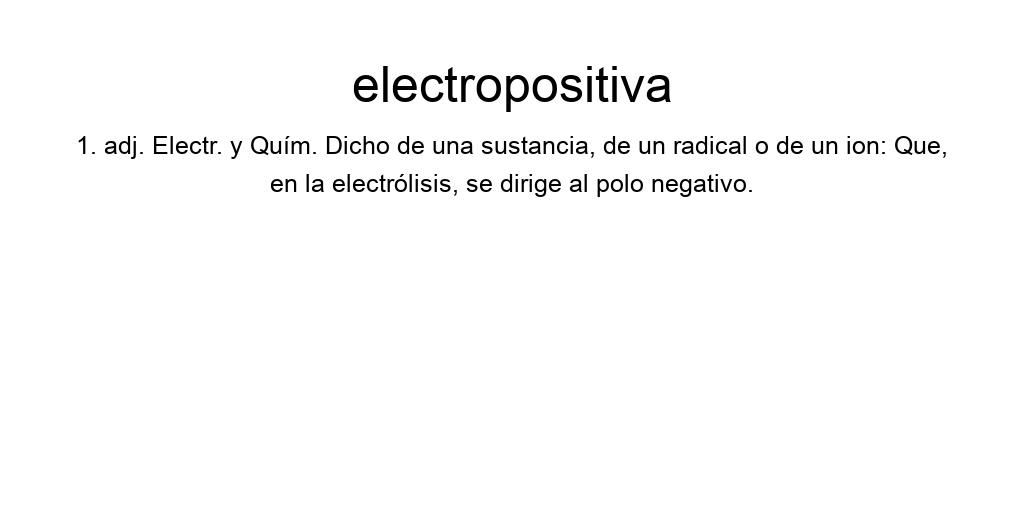 electropositiva
1. adj. Electr. y Quím. Dicho de una sustancia, de un radical o de un ion: Que,
en la electrólisis, se dirige al polo negativo.